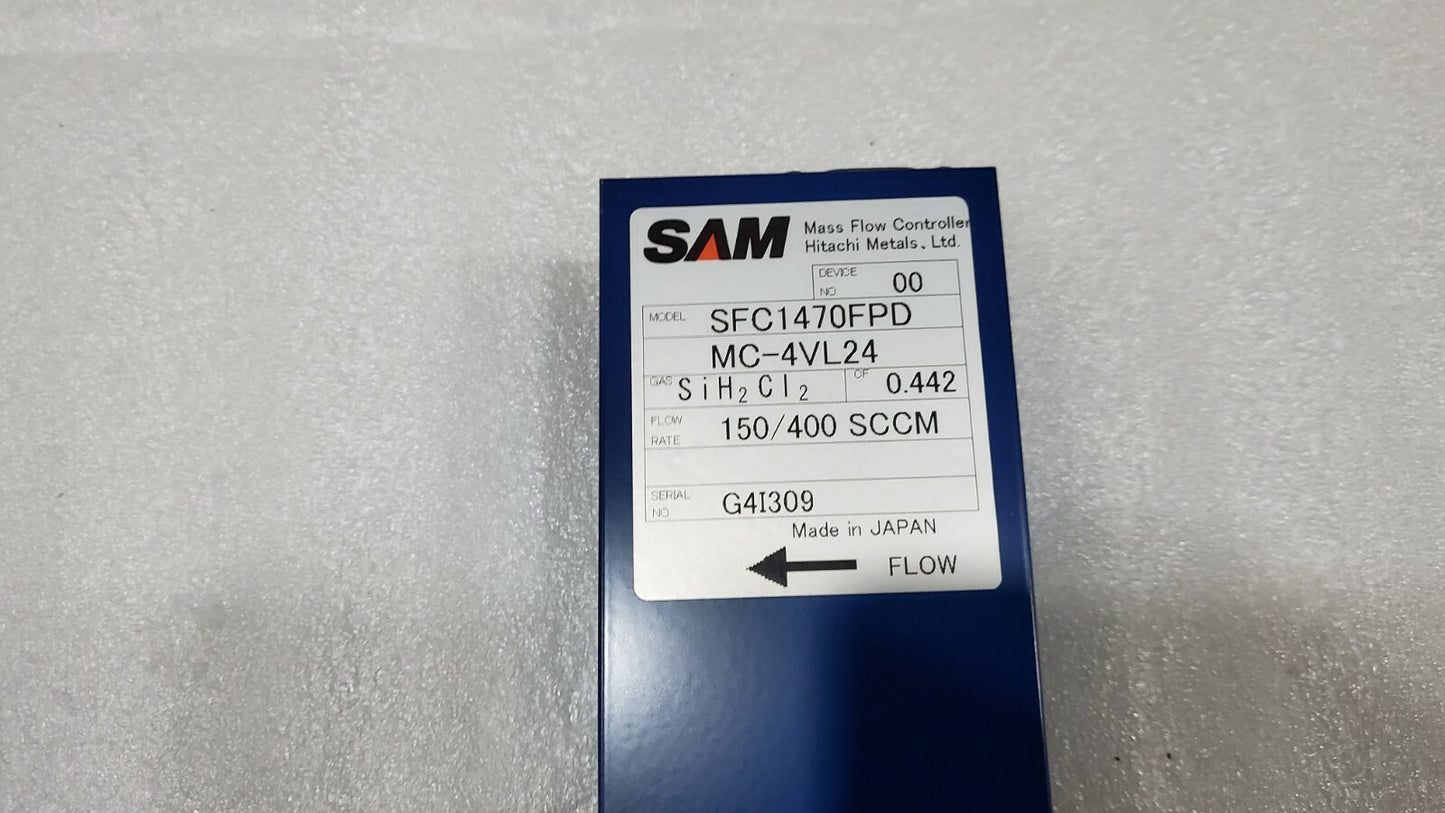 SAM Mass Flow Controller
Hitachi Metals、Ltd.
DEVICE NO 00
MODEL SFC1470FPD
MC-4VL24
GAS SiH₂Cl₂ CF 0.442
FLOW RATE 150/400 SCCM
SERIAL NO G4I309
Made in JAPAN
FLOW